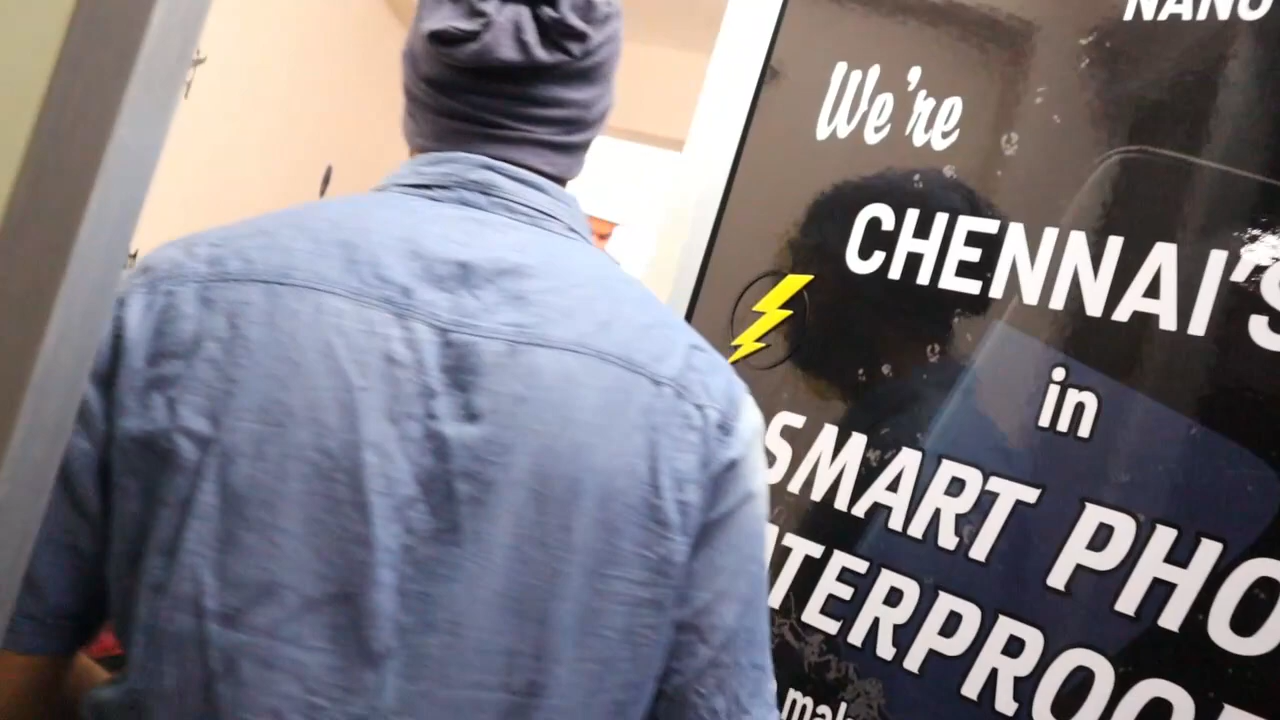 NANO
We're
CHENNAI'S
in
SMART PHO
TERPROO